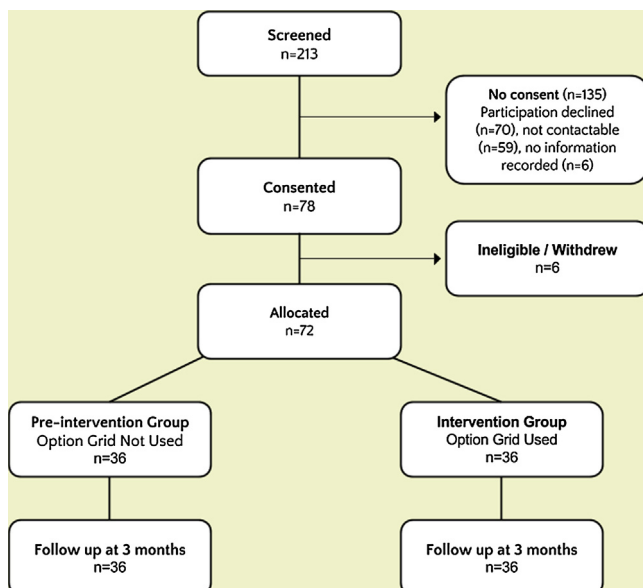 Screened
n=213
No consent (n=135)
Participation declined
(n=70), not contactable
(n=59), no information
recorded (n=6)
Consented
n=78
Ineligible / Withdrew
n=6
Allocated
n=72
Pre-intervention Group
Option Grid Not Used
n=36
Intervention Group
Option Grid Used
n=36
Follow up at 3 months
n=36
Follow up at 3 months
n=36